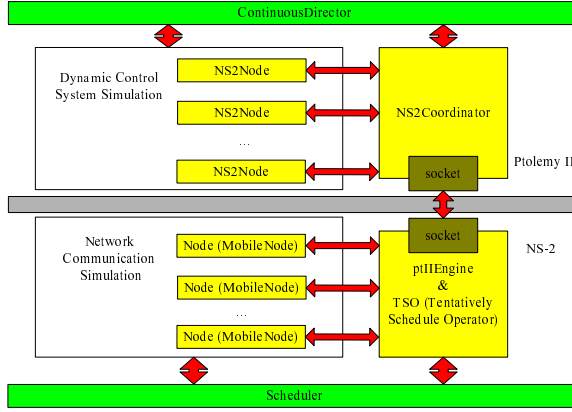 ContinuousDirector
Dynamic Control
System Simulation
NS2Node
NS2Node
...
NS2Node
NS2Coordinator
socket
Ptolemy II
Network
Communication
Simulation
Node (MobileNode)
Node (MobileNode)
...
Node (MobileNode)
socket
ptIIEngine
&
TSO (Tentatively
Schedule Operator)
NS-2
Scheduler